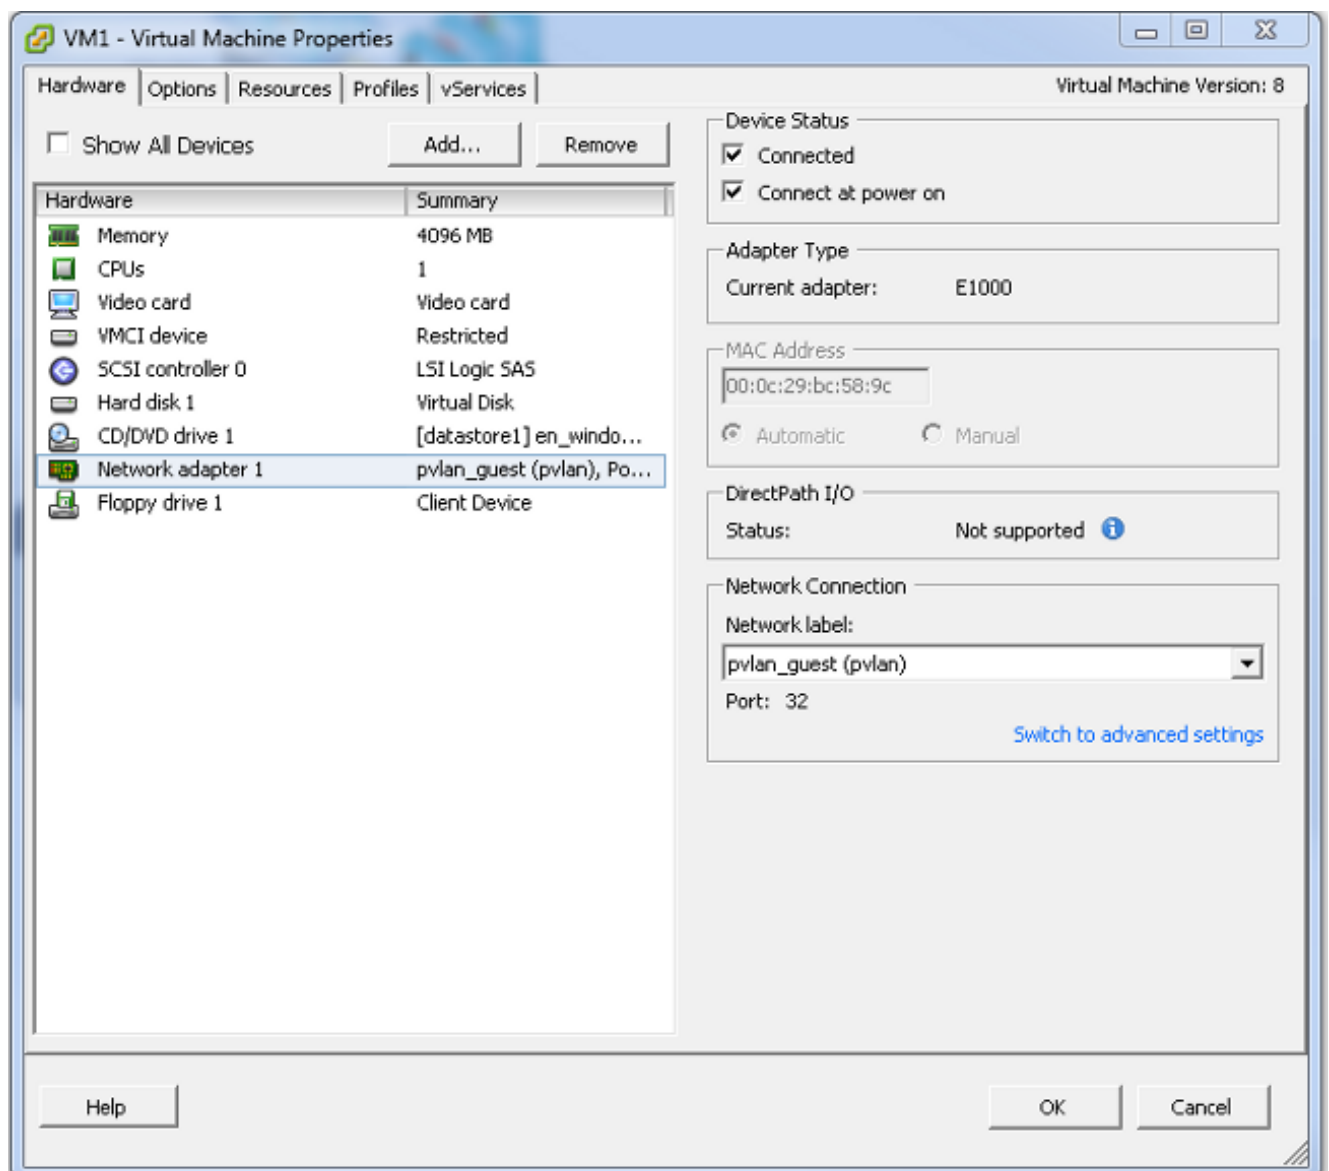 VM1 - Virtual Machine Properties
Hardware Options Resources Profiles vServices
Virtual Machine Version: 8
Show All Devices
Add...
Remove
Hardware Summary
Memory 4096 MB
CPUs 1
Video card Video card
VMCI device Restricted
SCSI controller 0 LSI Logic SAS
Hard disk 1 Virtual Disk
CD/DVD drive 1 [datastore1] en_windo...
Network adapter 1 pvlan_guest (pvlan), Po...
Floppy drive 1 Client Device
Device Status
Connected
Connect at power on
Adapter Type
Current adapter: E1000
MAC Address
00:0c:29:bc:58:9c
Automatic Manual
DirectPath I/O
Status: Not supported
Network Connection
Network label:
pvlan_guest (pvlan)
Port: 32
Switch to advanced settings
Help
OK
Cancel